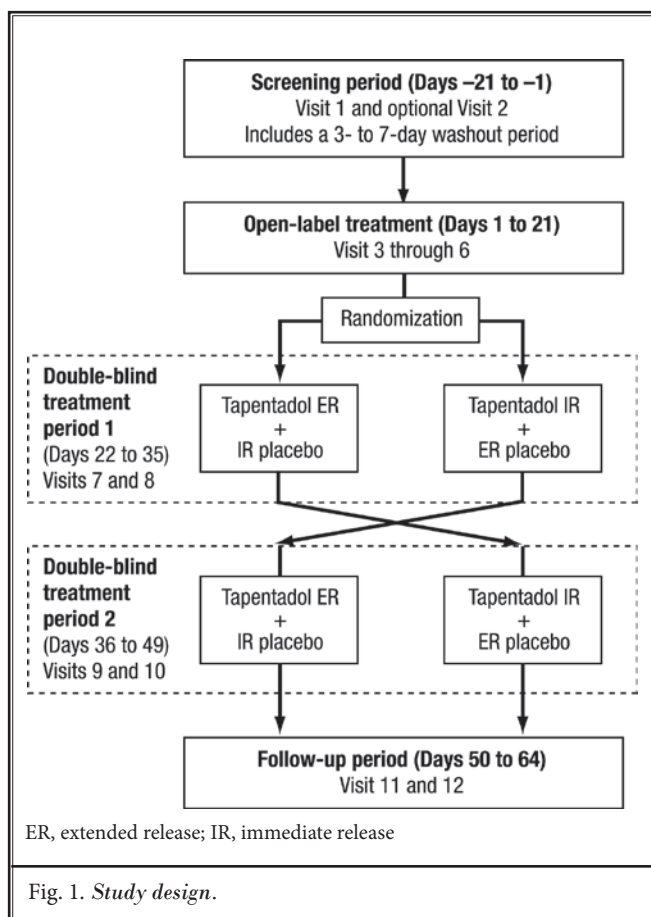 Screening period (Days –21 to –1)
Visit 1 and optional Visit 2
Includes a 3- to 7-day washout period
Open-label treatment (Days 1 to 21)
Visit 3 through 6
Randomization
Double-blind
treatment
period 1
(Days 22 to 35)
Visits 7 and 8
Tapentadol ER
+
IR placebo
Tapentadol IR
+
ER placebo
Double-blind
treatment
period 2
(Days 36 to 49)
Visits 9 and 10
Tapentadol ER
+
IR placebo
Tapentadol IR
+
ER placebo
Follow-up period (Days 50 to 64)
Visit 11 and 12
ER, extended release; IR, immediate release
Fig. 1. Study design.